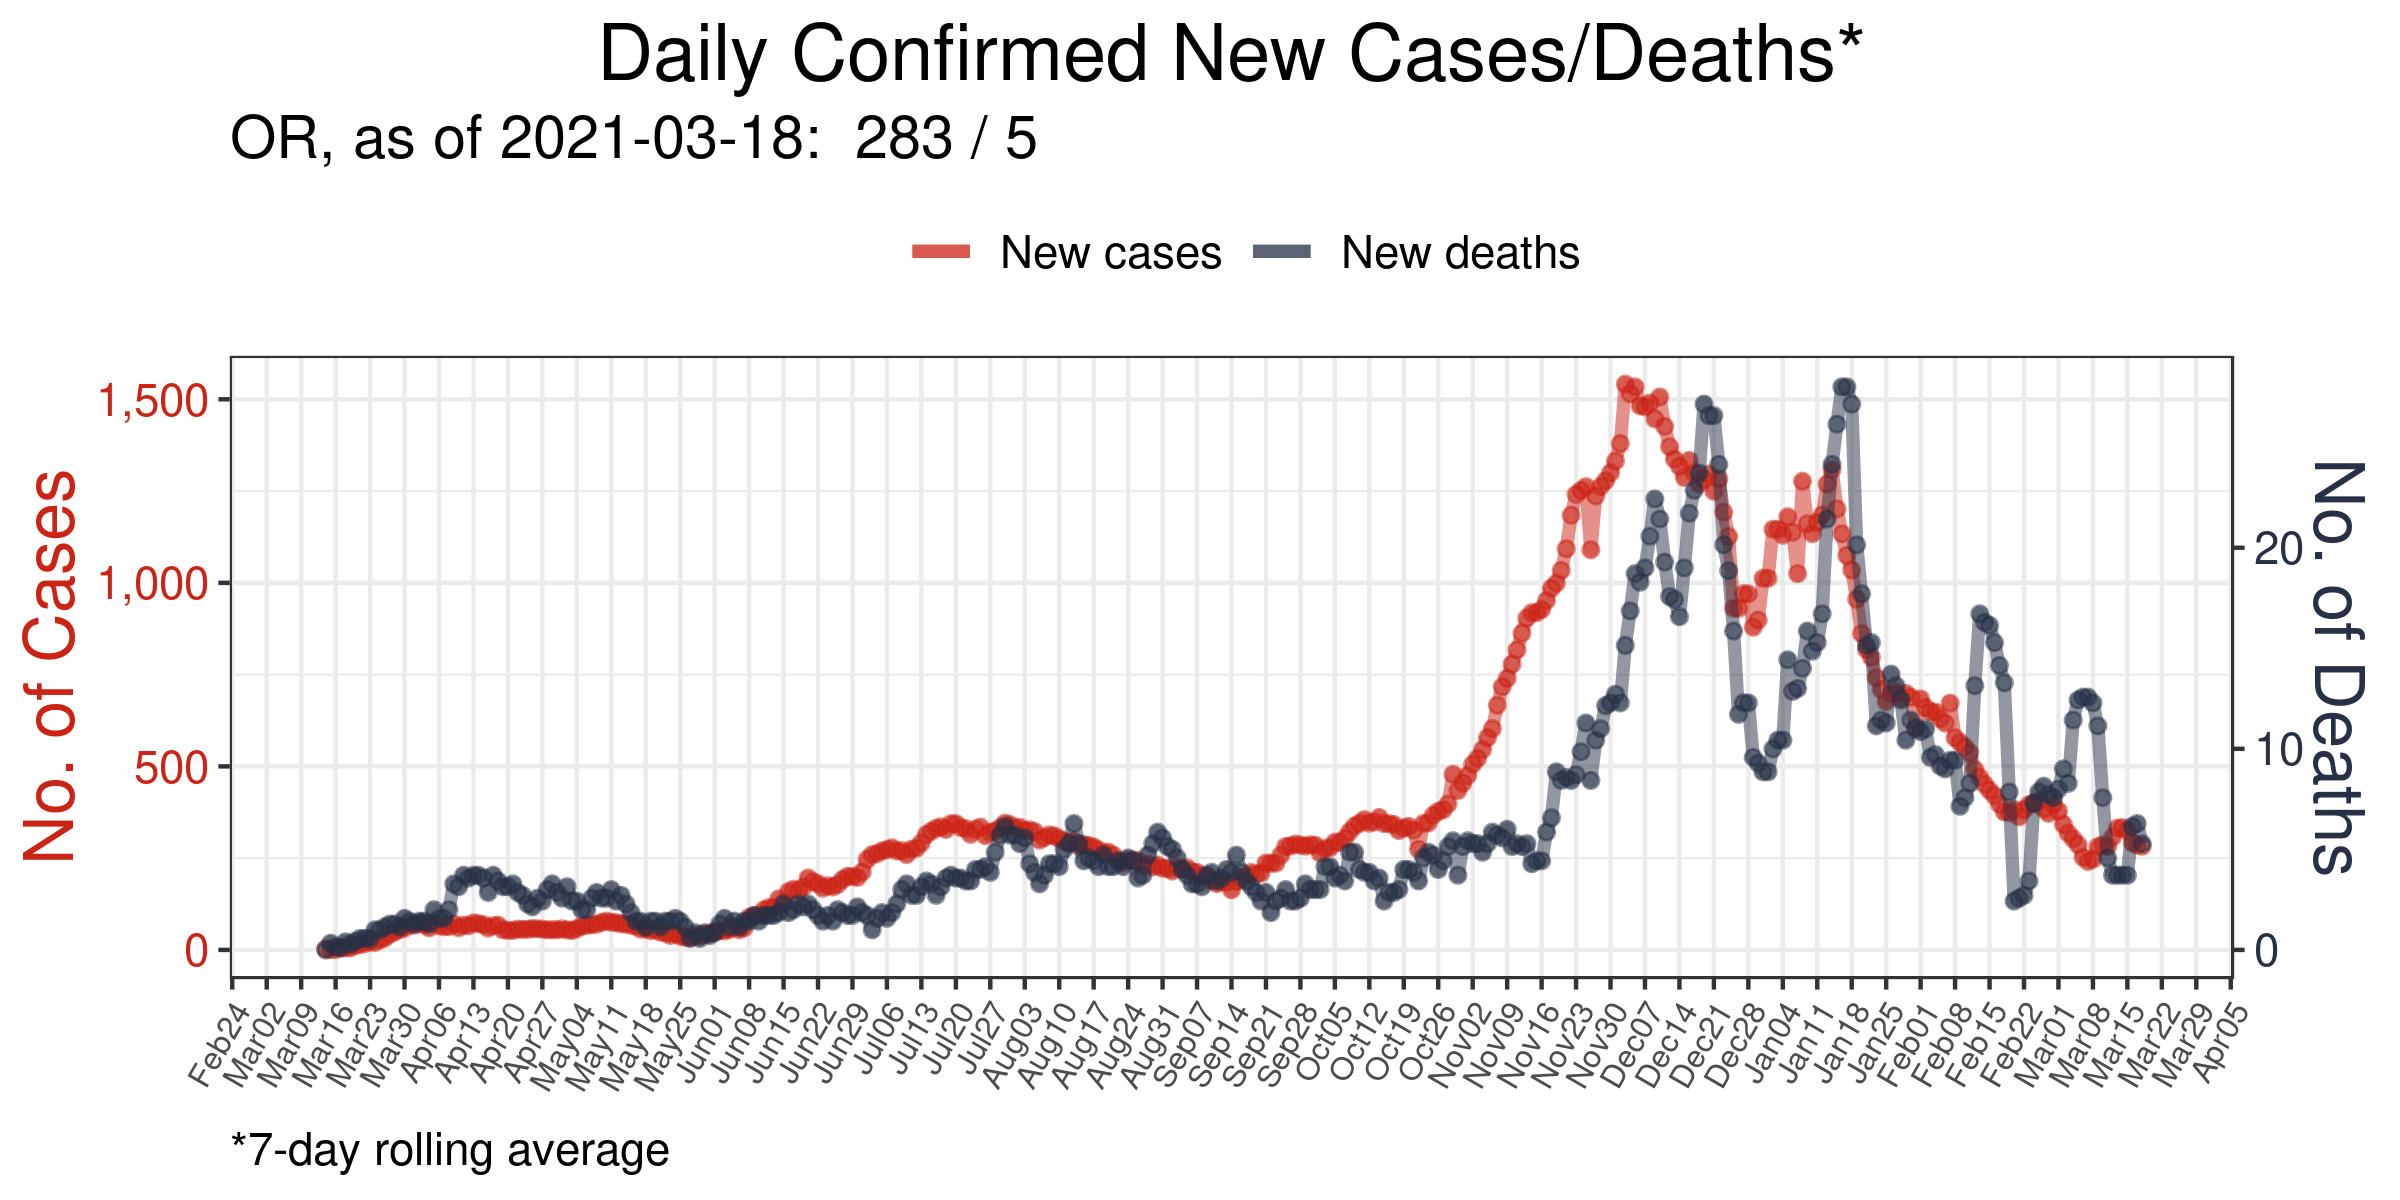 Daily Confirmed New Cases/Deaths*
OR, as of 2021-03-18:  283 / 5
New cases
New deaths
No. of Cases
1,500
1,000
500
0
No. of Deaths
20
10
0
Feb24
Mar02
Mar09
Mar16
Mar23
Mar30
Apr06
Apr13
Apr20
Apr27
May04
May11
May18
May25
Jun01
Jun08
Jun15
Jun22
Jun29
Jul06
Jul13
Jul20
Jul27
Aug03
Aug10
Aug17
Aug24
Aug31
Sep07
Sep14
Sep21
Sep28
Oct05
Oct12
Oct19
Oct26
Nov02
Nov09
Nov16
Nov23
Nov30
Dec07
Dec14
Dec21
Dec28
Jan04
Jan11
Jan18
Jan25
Feb01
Feb08
Feb15
Feb22
Mar01
Mar08
Mar15
Mar22
Mar29
Apr05
*7-day rolling average